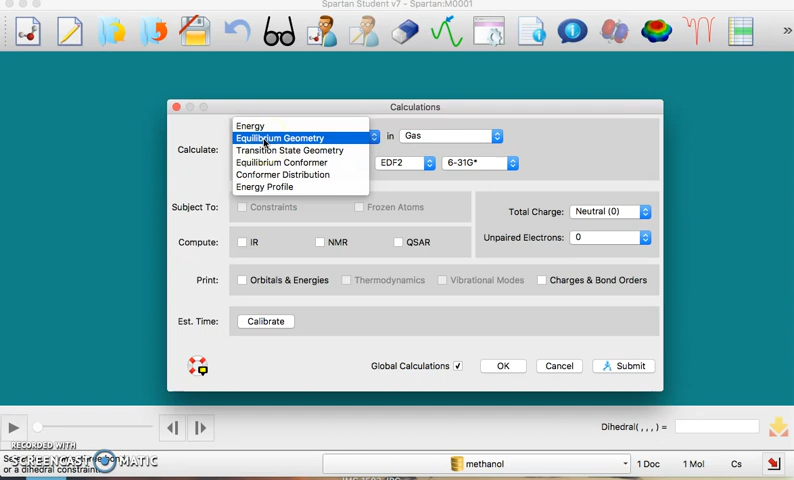 Spartan Student v7 - Spartan:M0001
»
Calculations
Energy
Equilibrium Geometry
Transition State Geometry
Equilibrium Conformer
Conformer Distribution
Energy Profile
Calculate:
in
Gas
EDF2
6-31G*
Subject To:
Constraints
Frozen Atoms
Total Charge:
Neutral (0)
Unpaired Electrons:
0
Compute:
IR
NMR
QSAR
Print:
Orbitals & Energies
Thermodynamics
Vibrational Modes
Charges & Bond Orders
Est. Time:
Calibrate
Global Calculations
OK
Cancel
Submit
Dihedral( , , , ) =
RECORDED WITH
SCREENCAST MATIC
or a dihedral constraint.
methanol
1 Doc
1 Mol
Cs